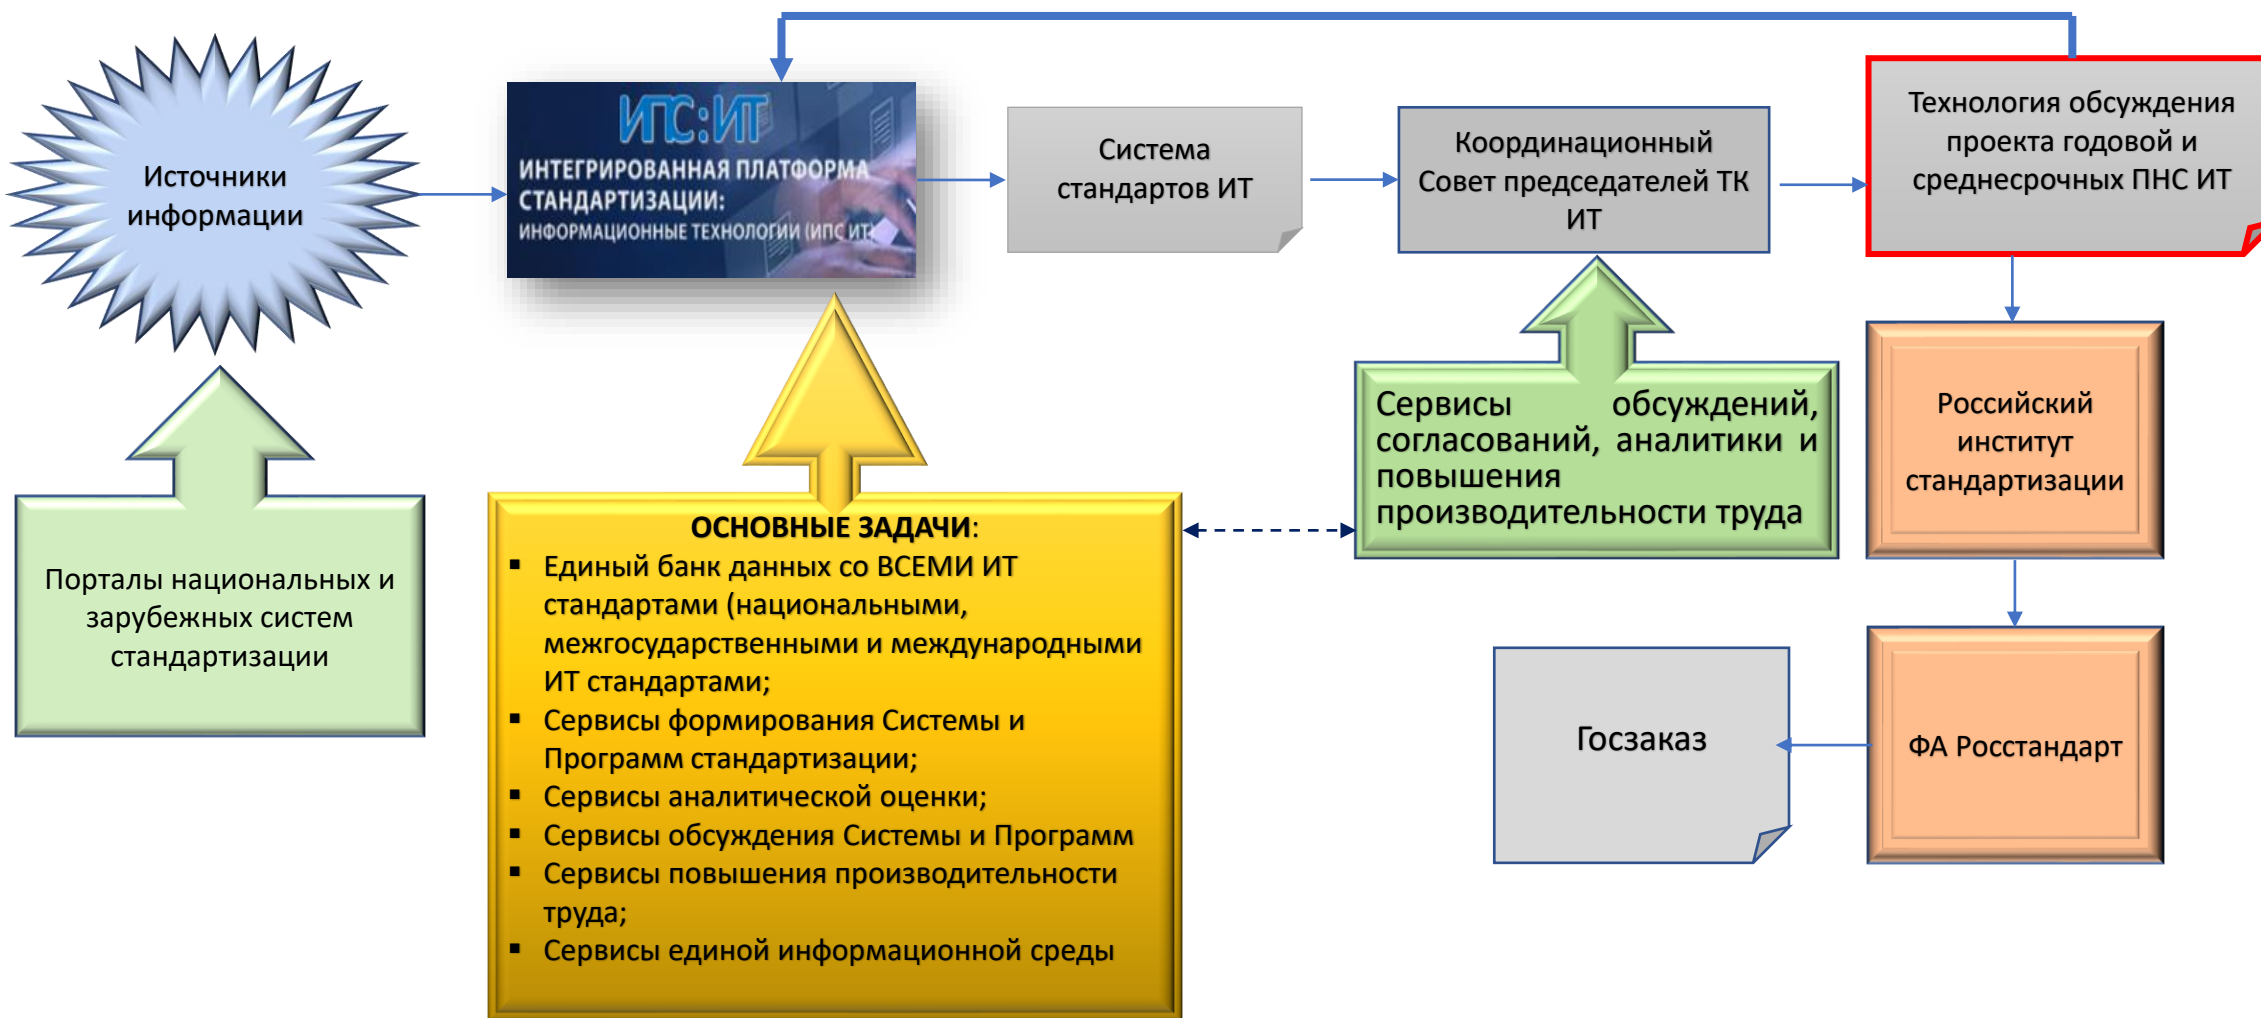 Источники
информации
ИПС:ИТ
ИНТЕГРИРОВАННАЯ ПЛАТФОРМА
СТАНДАРТИЗАЦИИ:
ИНФОРМАЦИОННЫЕ ТЕХНОЛОГИИ (ИПС ИТ)
Система
стандартов ИТ
Координационный
Совет председателей ТК
ИТ
Технология обсуждения
проекта годовой и
среднесрочных ПНС ИТ
Порталы национальных и
зарубежных систем
стандартизации
ОСНОВНЫЕ ЗАДАЧИ:
▪ Единый банк данных со ВСЕМИ ИТ
стандартами (национальными,
межгосударственными и международными
ИТ стандартами;
▪ Сервисы формирования Системы и
Программ стандартизации;
▪ Сервисы аналитической оценки;
▪ Сервисы обсуждения Системы и Программ
▪ Сервисы повышения производительности
труда;
▪ Сервисы единой информационной среды
Сервисы обсуждений,
согласований, аналитики и
повышения
производительности труда
Российский
институт
стандартизации
ФА Росстандарт
Госзаказ